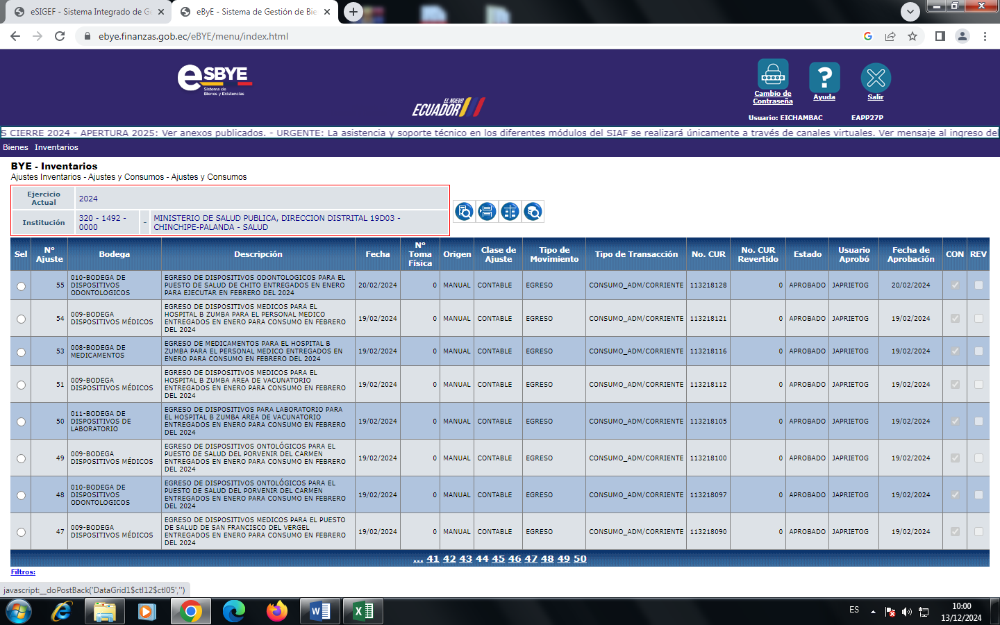 eSIGEF - Sistema Integrado de Ge
eByE - Sistema de Gestión de Bie
ebye.finanzas.gob.ec/eBYE/menu/index.html
eSBYE
Sistema de
Bienes y Existencias
EL NUEVO
ECUADOR
Cambio de
Contraseña
Ayuda
Salir
Usuario: EICHAMBAC
EAPP27P
S CIERRE 2024 - APERTURA 2025: Ver anexos publicados. - URGENTE: La asistencia y soporte técnico en los diferentes módulos del SIAF se realizará únicamente a través de canales virtuales. Ver mensaje al ingreso del
Bienes Inventarios
BYE - Inventarios
Ajustes Inventarios - Ajustes y Consumos - Ajustes y Consumos
Ejercicio
Actual
2024
Institución
320 - 1492 -
0000
-
MINISTERIO DE SALUD PUBLICA, DIRECCION DISTRITAL 19D03 -
CHINCHIPE-PALANDA - SALUD
Sel
N°
Ajuste
Bodega
Descripción
Fecha
N°
Toma
Física
Origen
Clase de
Ajuste
Tipo de
Movimiento
Tipo de Transacción
No. CUR
No. CUR
Revertido
Estado
Usuario
Aprobó
Fecha de
Aprobación
CON
REV
55
010-BODEGA DE
DISPOSITIVOS
ODONTOLOGICOS
EGRESO DE DISPOSITIVOS ODONTOLOGICOS PARA EL
PUESTO DE SALUD DE CHITO ENTREGADOS EN ENERO
PARA EJECUTAR EN FEBRERO DEL 2024
20/02/2024 0 MANUAL CONTABLE EGRESO CONSUMO_ADM/CORRIENTE 113218128 0 APROBADO JAPRIETOG 20/02/2024
54
009-BODEGA
DISPOSITIVOS MÉDICOS
EGRESO DE DISPOSITIVOS MEDICOS PARA EL
HOSPITAL B ZUMBA PARA EL PERSONAL MEDICO
ENTREGADOS EN ENERO PARA CONSUMO EN FEBRERO
DEL 2024
19/02/2024 0 MANUAL CONTABLE EGRESO CONSUMO_ADM/CORRIENTE 113218121 0 APROBADO JAPRIETOG 19/02/2024
53
008-BODEGA DE
MEDICAMENTOS
EGRESO DE MEDICAMENTOS PARA EL HOSPITAL B
ZUMBA PARA EL PERSONAL MEDICO ENTREGADOS EN
ENERO PARA CONSUMO EN FEBRERO DEL 2024
19/02/2024 0 MANUAL CONTABLE EGRESO CONSUMO_ADM/CORRIENTE 113218116 0 APROBADO JAPRIETOG 19/02/2024
51
009-BODEGA
DISPOSITIVOS MÉDICOS
EGRESO DE DISPOSITIVOS MEDICOS PARA EL
HOSPITAL B ZUMBA AREA DE VACUNATORIO
ENTREGADOS EN ENERO PARA CONSUMO EN FEBRERO
DEL 2024
19/02/2024 0 MANUAL CONTABLE EGRESO CONSUMO_ADM/CORRIENTE 113218112 0 APROBADO JAPRIETOG 19/02/2024
50
011-BODEGA DE
DISPOSITIVOS DE
LABORATORIO
EGRESO DE DISPOSITIVOS PARA LABORATORIO PARA
EL HOSPITAL B ZUMBA AREA DE VACUNATORIO
ENTREGADOS EN ENERO PARA CONSUMO EN FEBRERO
DEL 2024
19/02/2024 0 MANUAL CONTABLE EGRESO CONSUMO_ADM/CORRIENTE 113218105 0 APROBADO JAPRIETOG 19/02/2024
49
009-BODEGA
DISPOSITIVOS MÉDICOS
EGRESO DE DISPOSITIVOS ONTOLÓGICOS PARA EL
PUESTO DE SALUD DEL PORVENIR DEL CARMEN
ENTREGADOS EN ENERO PARA CONSUMO EN FEBRERO
DEL 2024
19/02/2024 0 MANUAL CONTABLE EGRESO CONSUMO_ADM/CORRIENTE 113218100 0 APROBADO JAPRIETOG 19/02/2024
48
010-BODEGA DE
DISPOSITIVOS
ODONTOLOGICOS
EGRESO DE DISPOSITIVOS ONTOLÓGICOS PARA EL
PUESTO DE SALUD DEL PORVENIR DEL CARMEN
ENTREGADOS EN ENERO PARA CONSUMO EN FEBRERO
DEL 2024
19/02/2024 0 MANUAL CONTABLE EGRESO CONSUMO_ADM/CORRIENTE 113218097 0 APROBADO JAPRIETOG 19/02/2024
47
009-BODEGA
DISPOSITIVOS MÉDICOS
EGRESO DE DISPOSITIVOS MEDICOS PARA EL PUESTO
DE SALUD DE SAN FRANCISCO DEL VERGEL
ENTREGADOS EN ENERO PARA CONSUMO EN FEBRERO
DEL 2024
19/02/2024 0 MANUAL CONTABLE EGRESO CONSUMO_ADM/CORRIENTE 113218090 0 APROBADO JAPRIETOG 19/02/2024
... 41 42 43 44 45 46 47 48 49 50
Filtros:
javascript:__doPostBack('DataGrid1$ctl12$ctl05','')
ES
10:00
13/12/2024